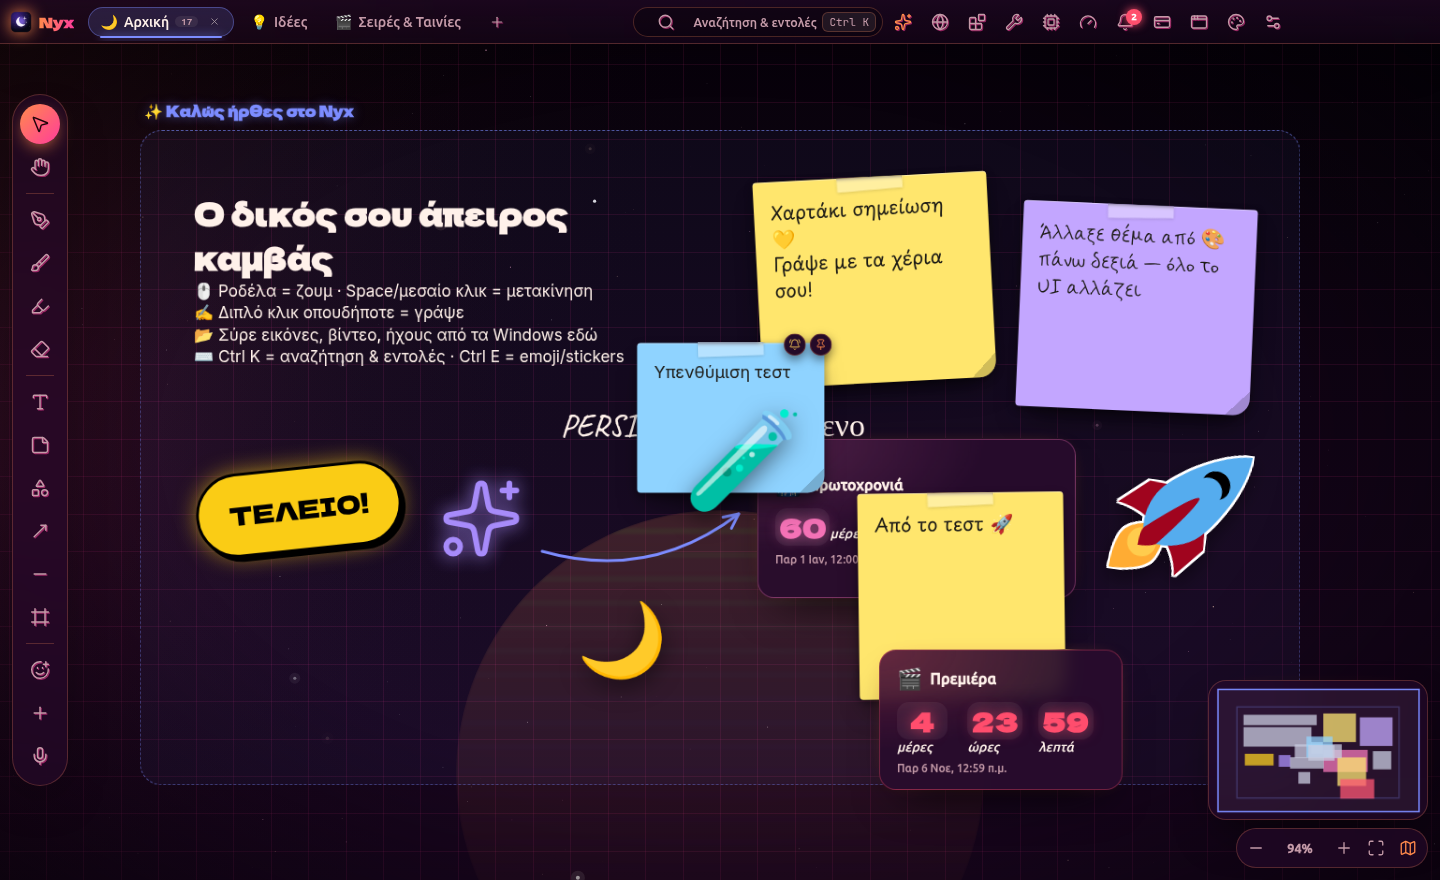 Nyx
Αρχική 17
Ιδέες
Σειρές & Ταινίες
Αναζήτηση & εντολές Ctrl K
2
Καλώς ήρθες στο Nyx
Ο δικός σου άπειρος
καμβάς
Ροδέλα = ζουμ · Space/μεσαίο κλικ = μετακίνηση
Διπλό κλικ οπουδήποτε = γράψε
Σύρε εικόνες, βίντεο, ήχους από τα Windows εδώ
Ctrl K = αναζήτηση & εντολές · Ctrl E = emoji/stickers
Χαρτάκι σημείωση
Γράψε με τα χέρια
σου!
Άλλαξε θέμα από
πάνω δεξιά — όλο το
UI αλλάζει
Υπενθύμιση τεστ
PERSI
ενο
ΤΕΛΕΙΟ!
ρωτοχρονιά
60 μέρε
Παρ 1 Ιαν, 12:00
Από το τεστ
Πρεμιέρα
4 23 59
μέρες ώρες λεπτά
Παρ 6 Νοε, 12:59 π.μ.
94%